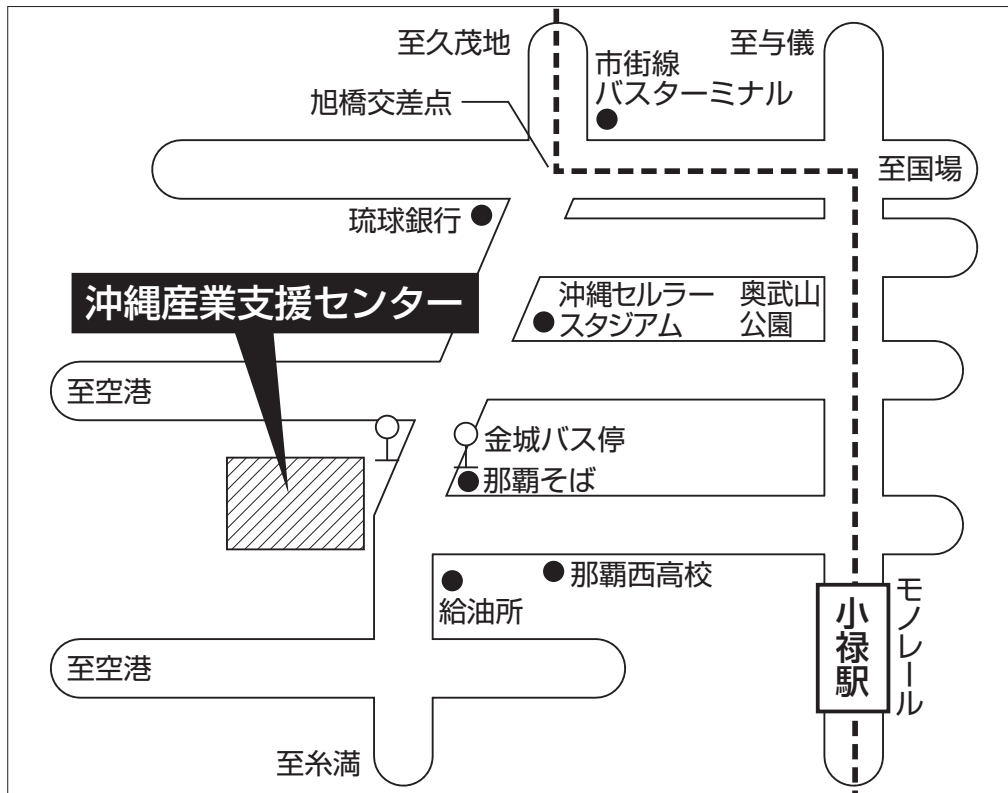 至久茂地
至与儀
市街線
バスターミナル
旭橋交差点
至国場
琉球銀行
沖縄産業支援センター
沖縄セルラー
スタジアム
奥武山
公園
至空港
金城バス停
那覇そば
那覇西高校
給油所
小禄駅
モノレール
至空港
至糸満